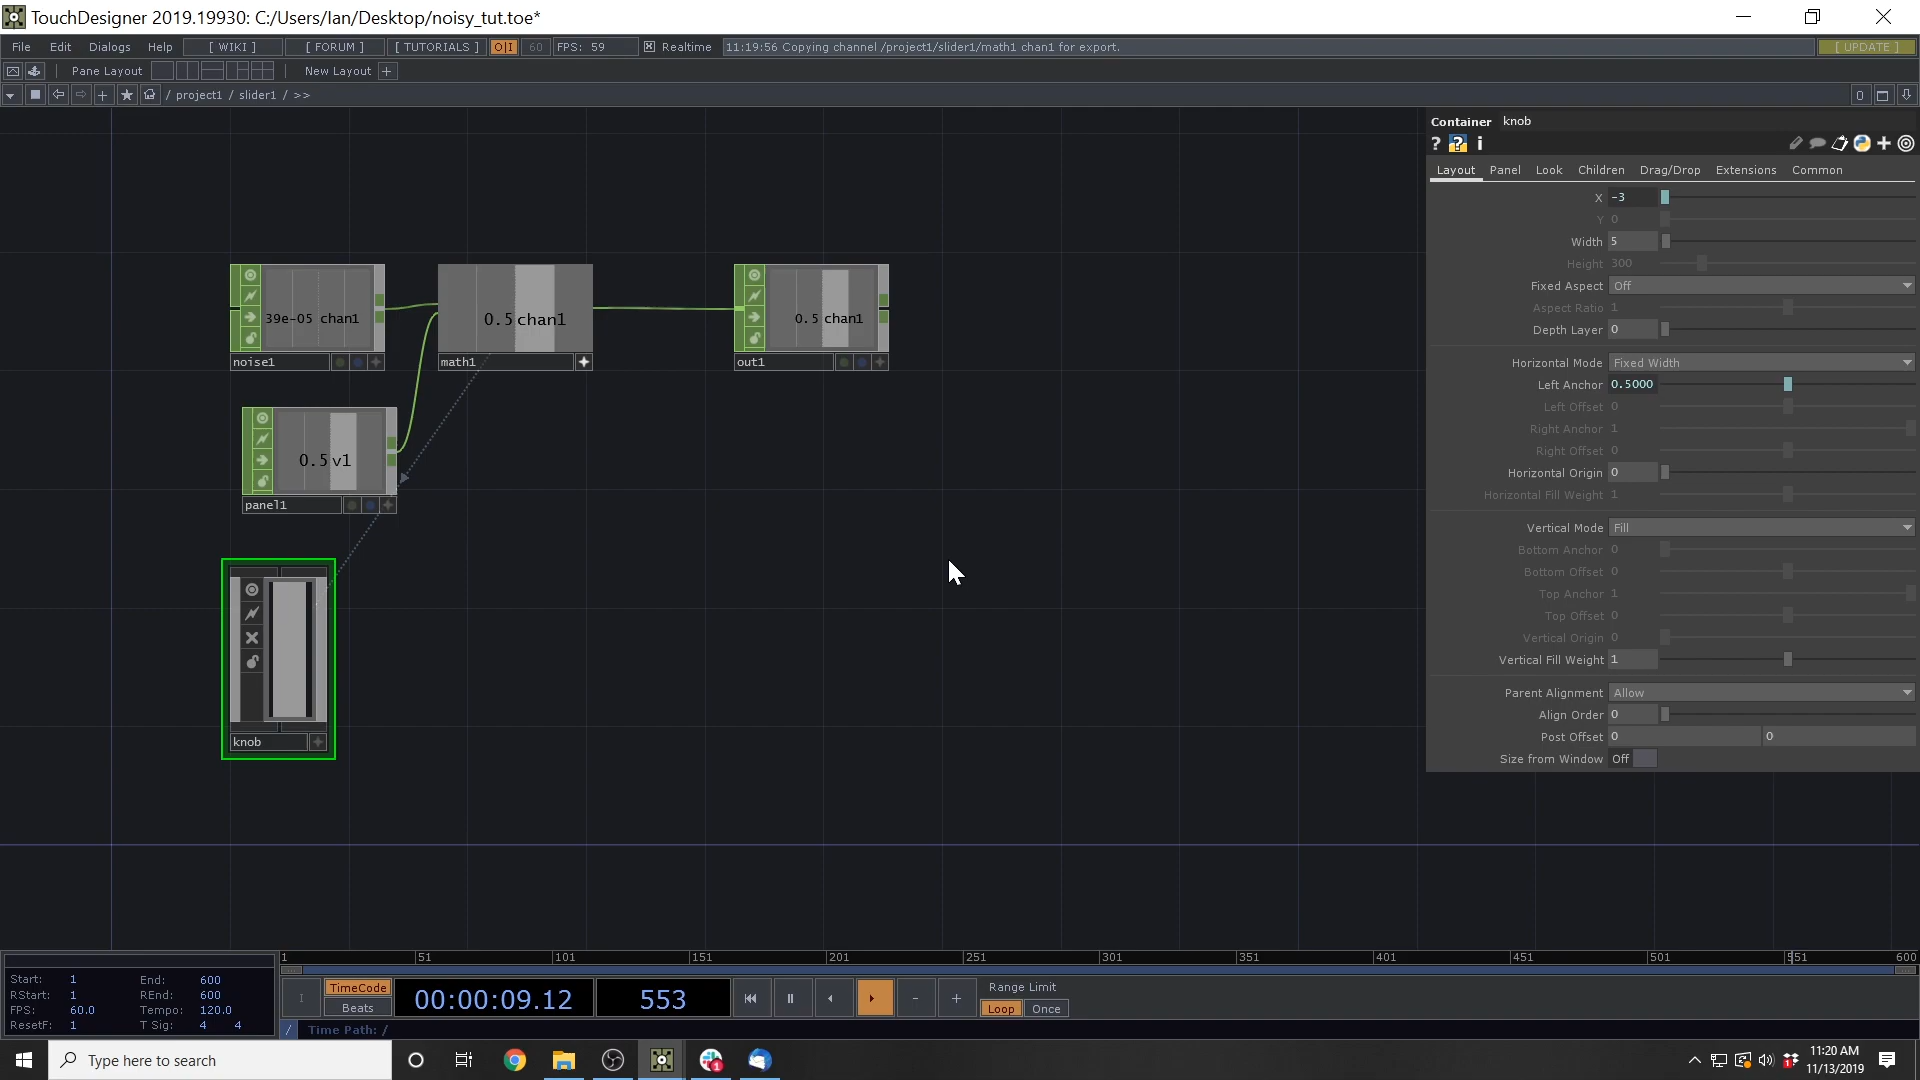 TouchDesigner 2019.19930: C:/Users/Ian/Desktop/noisy_tut.toe*
File Edit Dialogs Help [ WIKI ] [ FORUM ] [ TUTORIALS ] O|I 60 FPS: 59 Realtime 11:19:56 Copying channel /project1/slider1/math1 chan1 for export. [ UPDATE ]
Pane Layout New Layout +
/ project1 / slider1 / >> 0
Container knob
? ? i
Layout Panel Look Children Drag/Drop Extensions Common
X -3
Y 0
Width 5
Height 300
Fixed Aspect Off
Aspect Ratio 1
Depth Layer 0
Horizontal Mode Fixed Width
Left Anchor 0.5000
Left Offset 0
Right Anchor 1
Right Offset 0
Horizontal Origin 0
Horizontal Fill Weight 1
Vertical Mode Fill
Bottom Anchor 0
Bottom Offset 0
Top Anchor 1
Top Offset 0
Vertical Origin 0
Vertical Fill Weight 1
Parent Alignment Allow
Align Order 0
Post Offset 0 0
Size from Window Off
39e-05 chan1
noise1
0.5 chan1
math1
0.5 chan1
out1
0.5 v1
panel1
knob
1 51 101 151 201 251 301 351 401 451 501 551 600
Start: 1 End: 600
RStart: 1 REnd: 600
FPS: 60.0 Tempo: 120.0
ResetF: 1 T Sig: 4 4
I
TimeCode
Beats
00:00:09.12
553
- +
Range Limit
Loop Once
/ Time Path: /
Type here to search
1
11:20 AM
11/13/2019